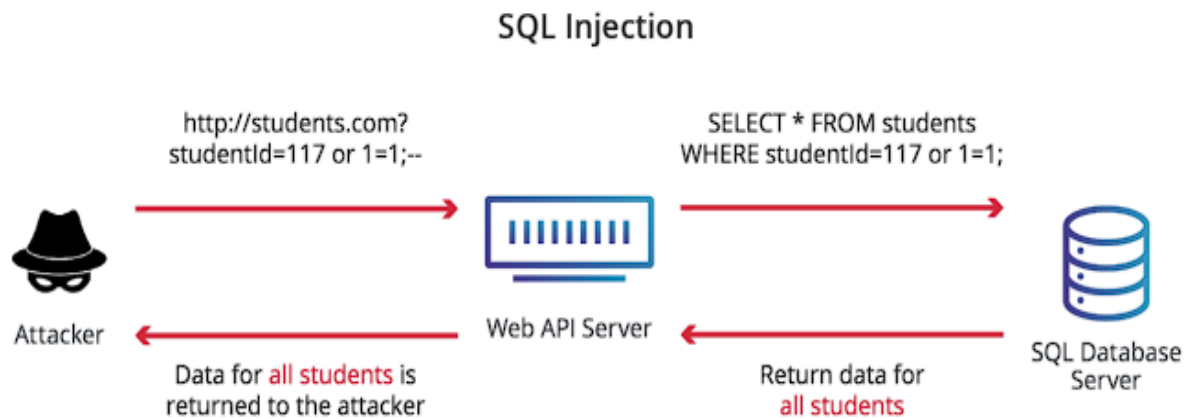 SQL Injection
http://students.com?
studentId=117 or 1=1;--
SELECT * FROM students
WHERE studentId=117 or 1=1;
Attacker
Web API Server
SQL Database
Server
Data for all students is
returned to the attacker
Return data for
all students